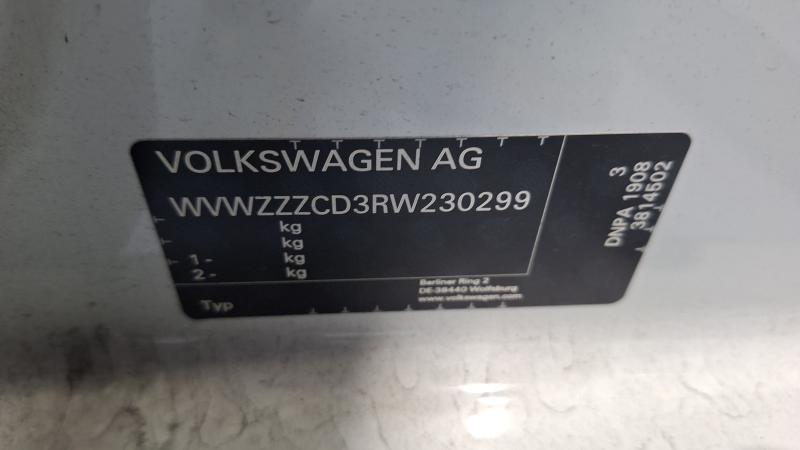 VOLKSWAGEN AG
WVWZZZCD3RW230299
kg
kg
1 - kg
2 - kg
Typ
Berliner Ring 2
DE-38440 Wolfsburg
www.volkswagen.com
3
DNPA 1908
3814502